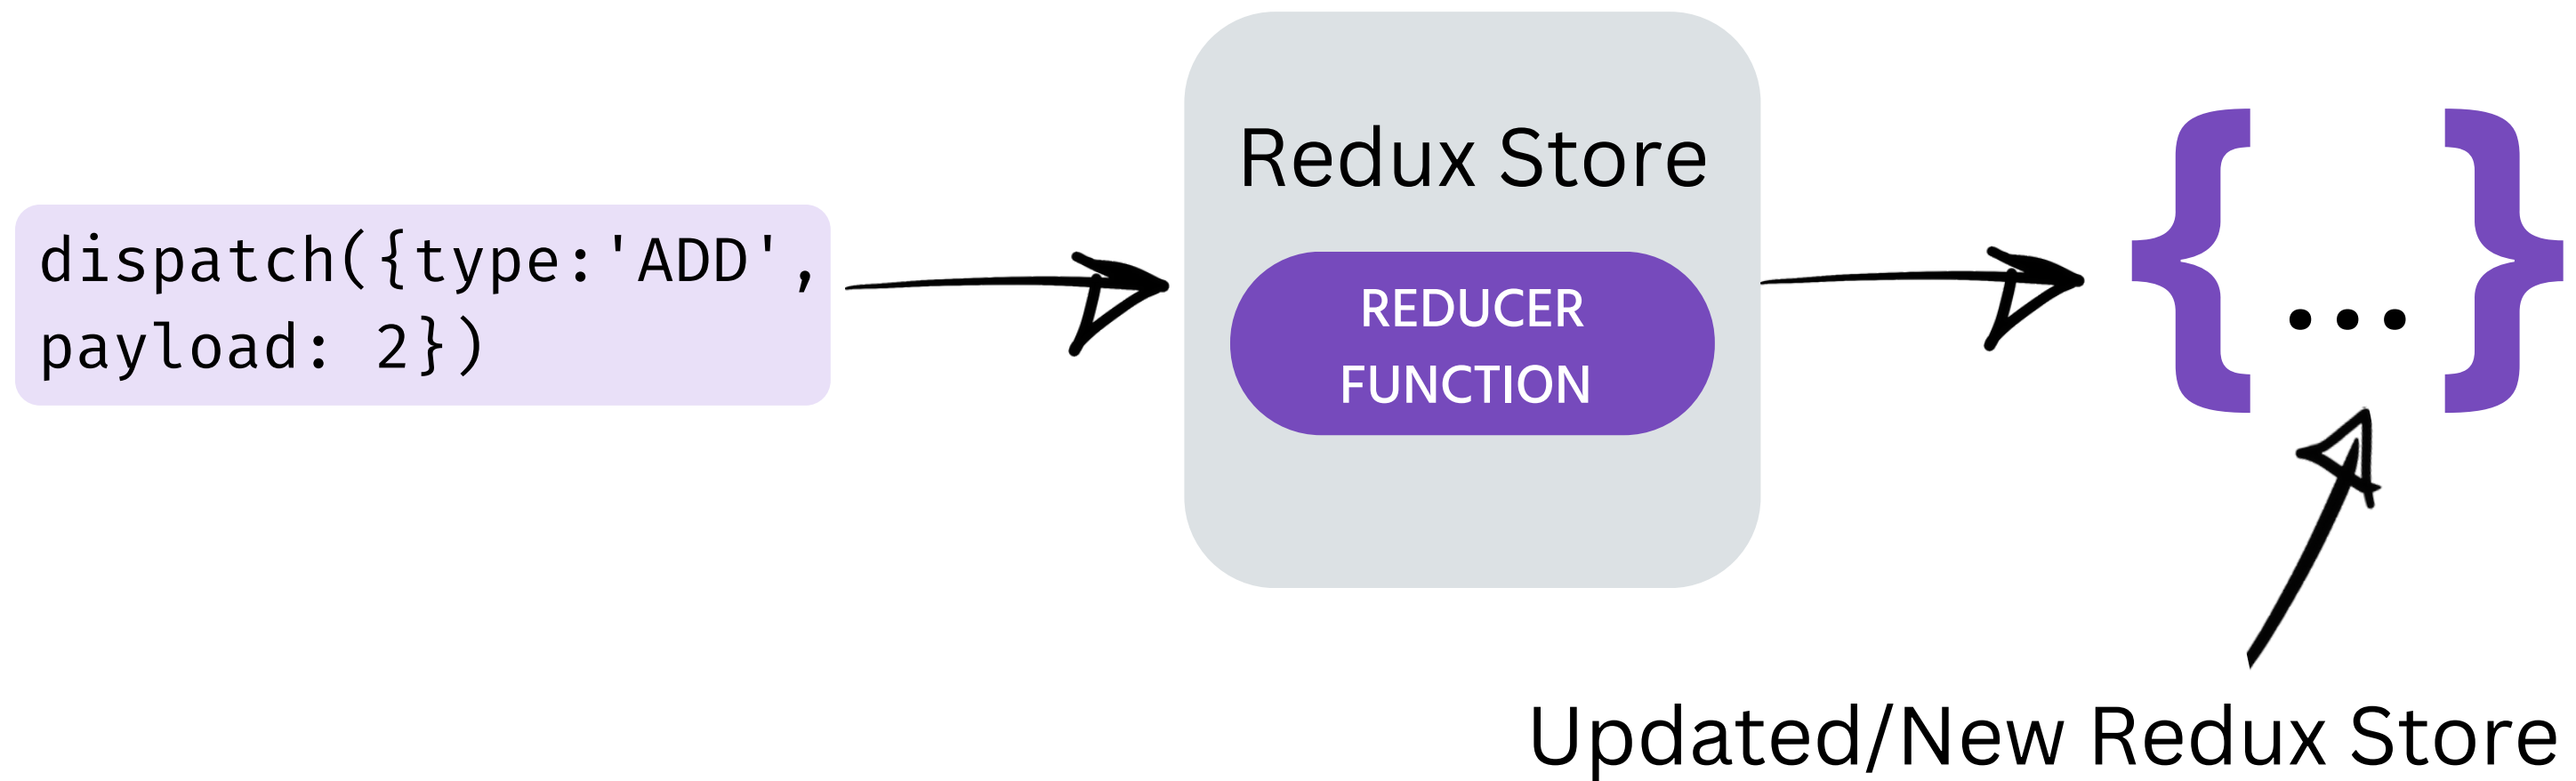 dispatch({type:'ADD',
payload: 2})
Redux Store
REDUCER
FUNCTION
{...}
Updated/New Redux Store